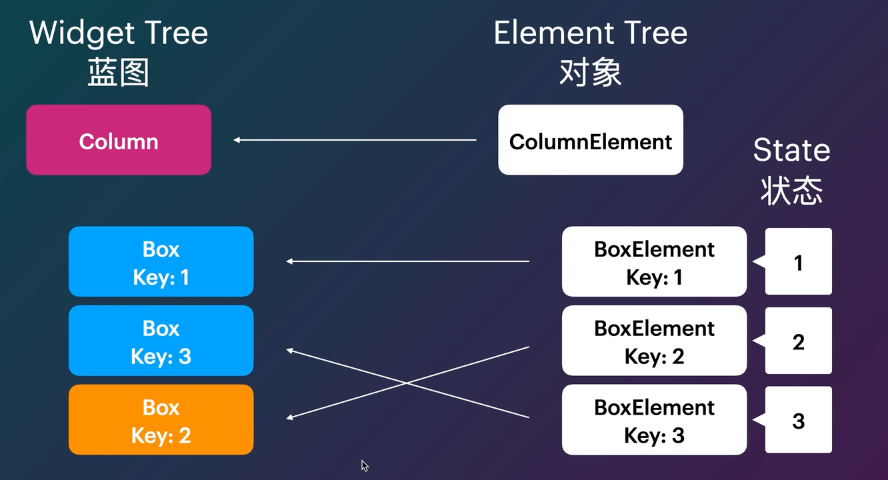 Widget Tree
蓝图
Element Tree
对象
Column
ColumnElement
State
状态
Box
Key: 1
BoxElement
Key: 1
1
Box
Key: 3
BoxElement
Key: 2
2
Box
Key: 2
BoxElement
Key: 3
3